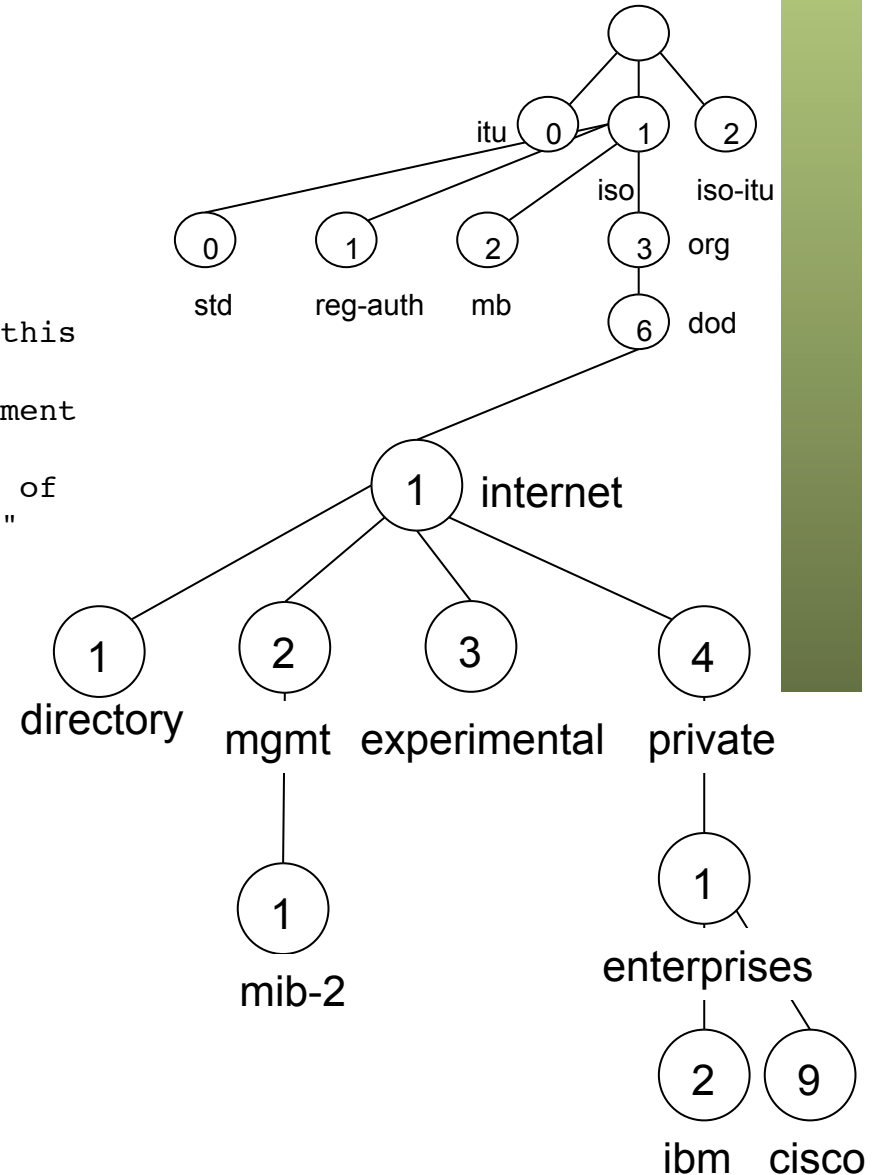 itu 0 1 2
iso iso-itu
0 1 2 3 org
std reg-auth mb
6 dod
this
ment
of
"
1 internet
1 2 3 4
directory mgmt experimental private
1 1
enterprises
mib-2
2 9
ibm cisco